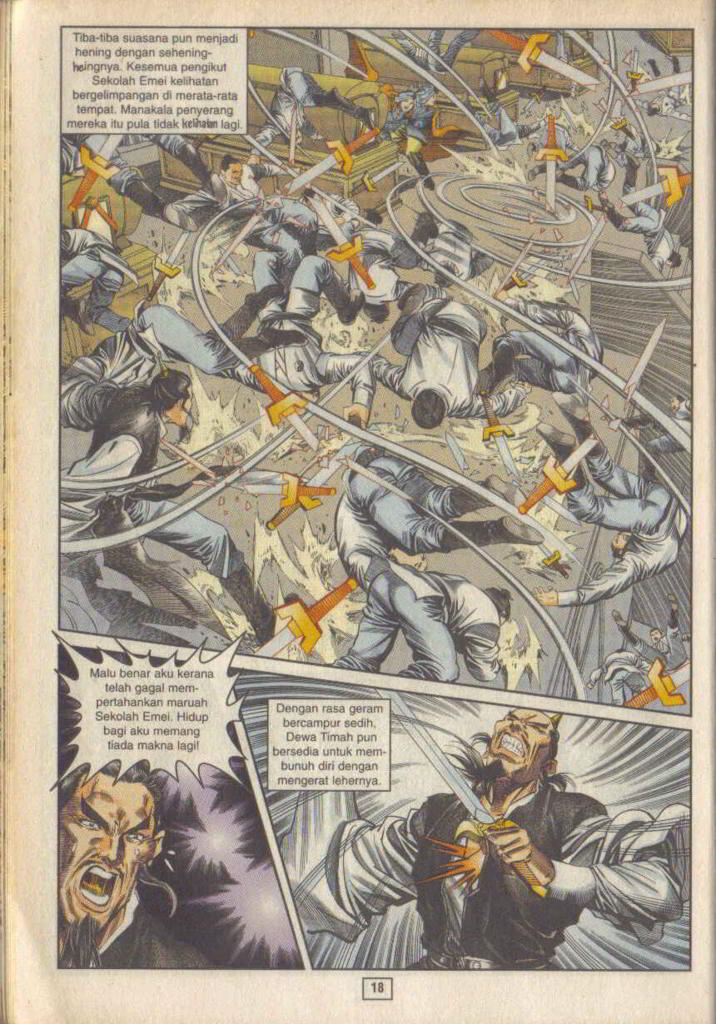 Tiba-tiba suasana pun menjadi
hening dengan sehening-
heingnya. Kesemua pengikut
Sekolah Emei kelihatan
bergelimpangan di merata-rata
tempat. Manakala penyerang
mereka itu pula tidak kelihatan lagi.
Malu benar aku kerana
telah gagal mem-
pertahankan maruah
Sekolah Emei. Hidup
bagi aku memang
tiada makna lagi!
Dengan rasa geram
bercampur sedih,
Dewa Timah pun
bersedia untuk mem-
bunuh diri dengan
mengerat lehernya.
18